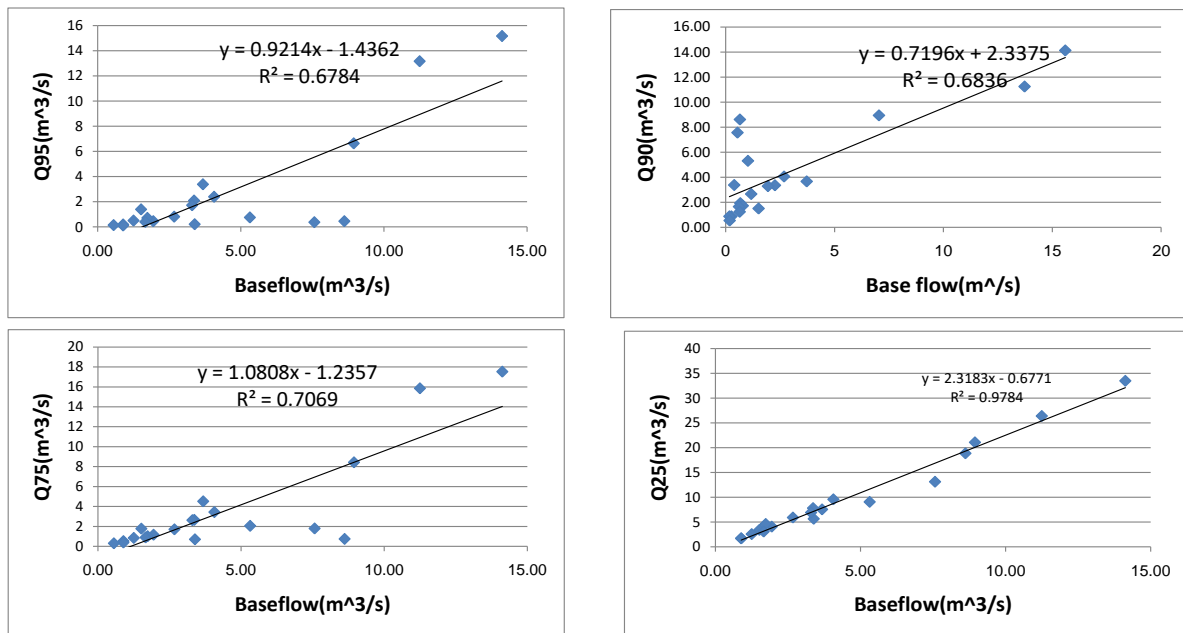 16
14
12
10
8
6
4
2
0
0.00 5.00 10.00 15.00
Q95(m^3/s)
Baseflow(m^3/s)
y = 0.9214x - 1.4362
R² = 0.6784
16.00
14.00
12.00
10.00
8.00
6.00
4.00
2.00
0.00
0 5 10 15 20
Q90(m^3/s)
Base flow(m^/s)
y = 0.7196x + 2.3375
R² = 0.6836
20
18
16
14
12
10
8
6
4
2
0
0.00 5.00 10.00 15.00
Q75(m^3/s)
Baseflow(m^3/s)
y = 1.0808x - 1.2357
R² = 0.7069
40
35
30
25
20
15
10
5
0
0.00 5.00 10.00 15.00
Q25(m^3/s)
Baseflow(m^3/s)
y = 2.3183x - 0.6771
R² = 0.9784